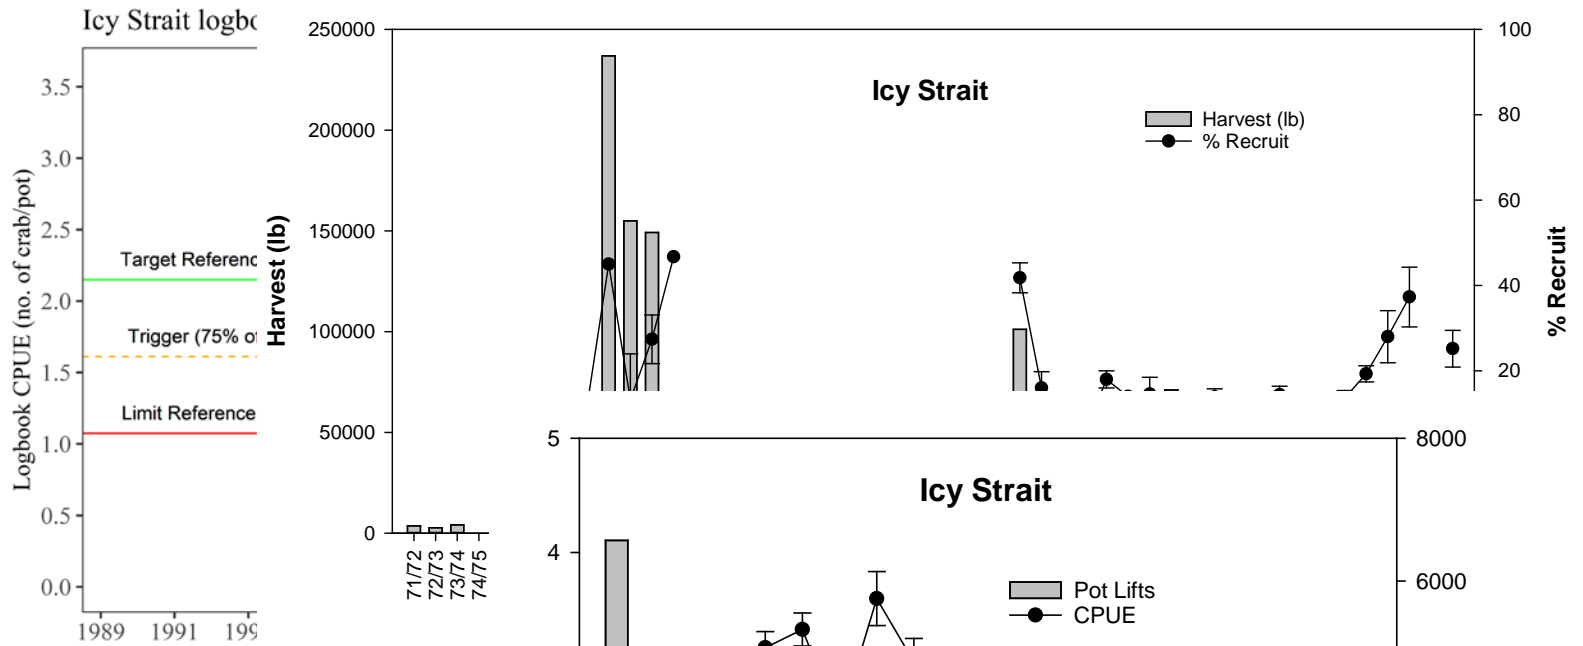 Icy Strait
3.5
3.0
2.5
2.0
1.5
1.0
0.5
0.0
Logbook CPUE (no. of crab/pot)
Target
Trigger (75%
Limit Reference
1989 1991
250000
200000
150000
100000
50000
0
Harvest (lb)
Icy Strait
Harvest (lb)
% Recruit
100
80
60
40
20
% Recruit
71/72
72/73
73/74
74/75
5
4
Icy Strait
Pot Lifts
CPUE
8000
6000